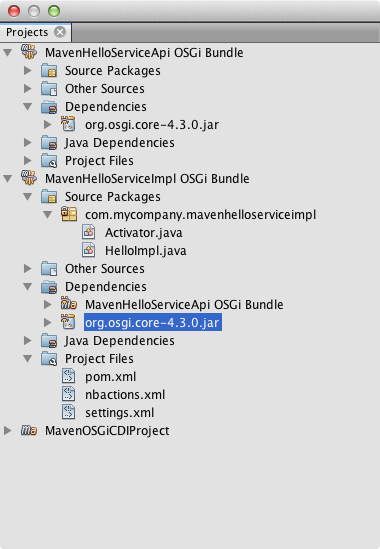 Projects
MavenHelloServiceApi OSGi Bundle
Source Packages
Other Sources
Dependencies
org.osgi.core-4.3.0.jar
Java Dependencies
Project Files
MavenHelloServiceImpl OSGi Bundle
Source Packages
com.mycompany.mavenhelloserviceimpl
Activator.java
HelloImpl.java
Other Sources
Dependencies
MavenHelloServiceApi OSGi Bundle
org.osgi.core-4.3.0.jar
Java Dependencies
Project Files
pom.xml
nbactions.xml
settings.xml
MavenOSGiCDIProject